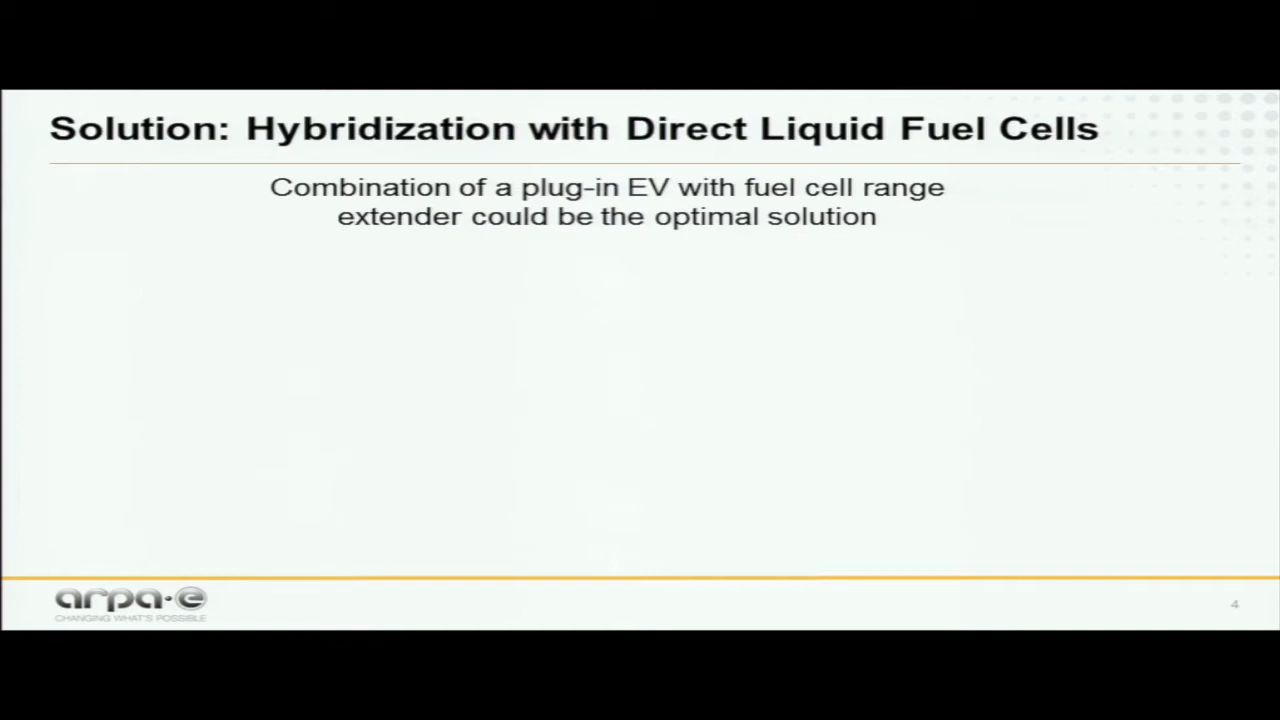 Solution: Hybridization with Direct Liquid Fuel Cells
Combination of a plug-in EV with fuel cell range
extender could be the optimal solution
arpa·e
CHANGING WHAT'S POSSIBLE
4